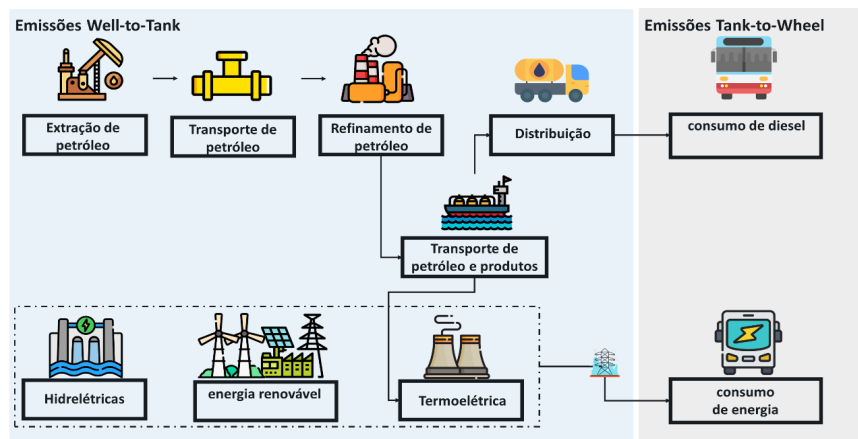 Emissões Well-to-Tank
Emissões Tank-to-Wheel
Extração de
petróleo
Transporte de
petróleo
Refinamento de
petróleo
Distribuição
consumo de diesel
Transporte de
petróleo e produtos
Hidrelétricas
energia renovável
Termoelétrica
consumo
de energia